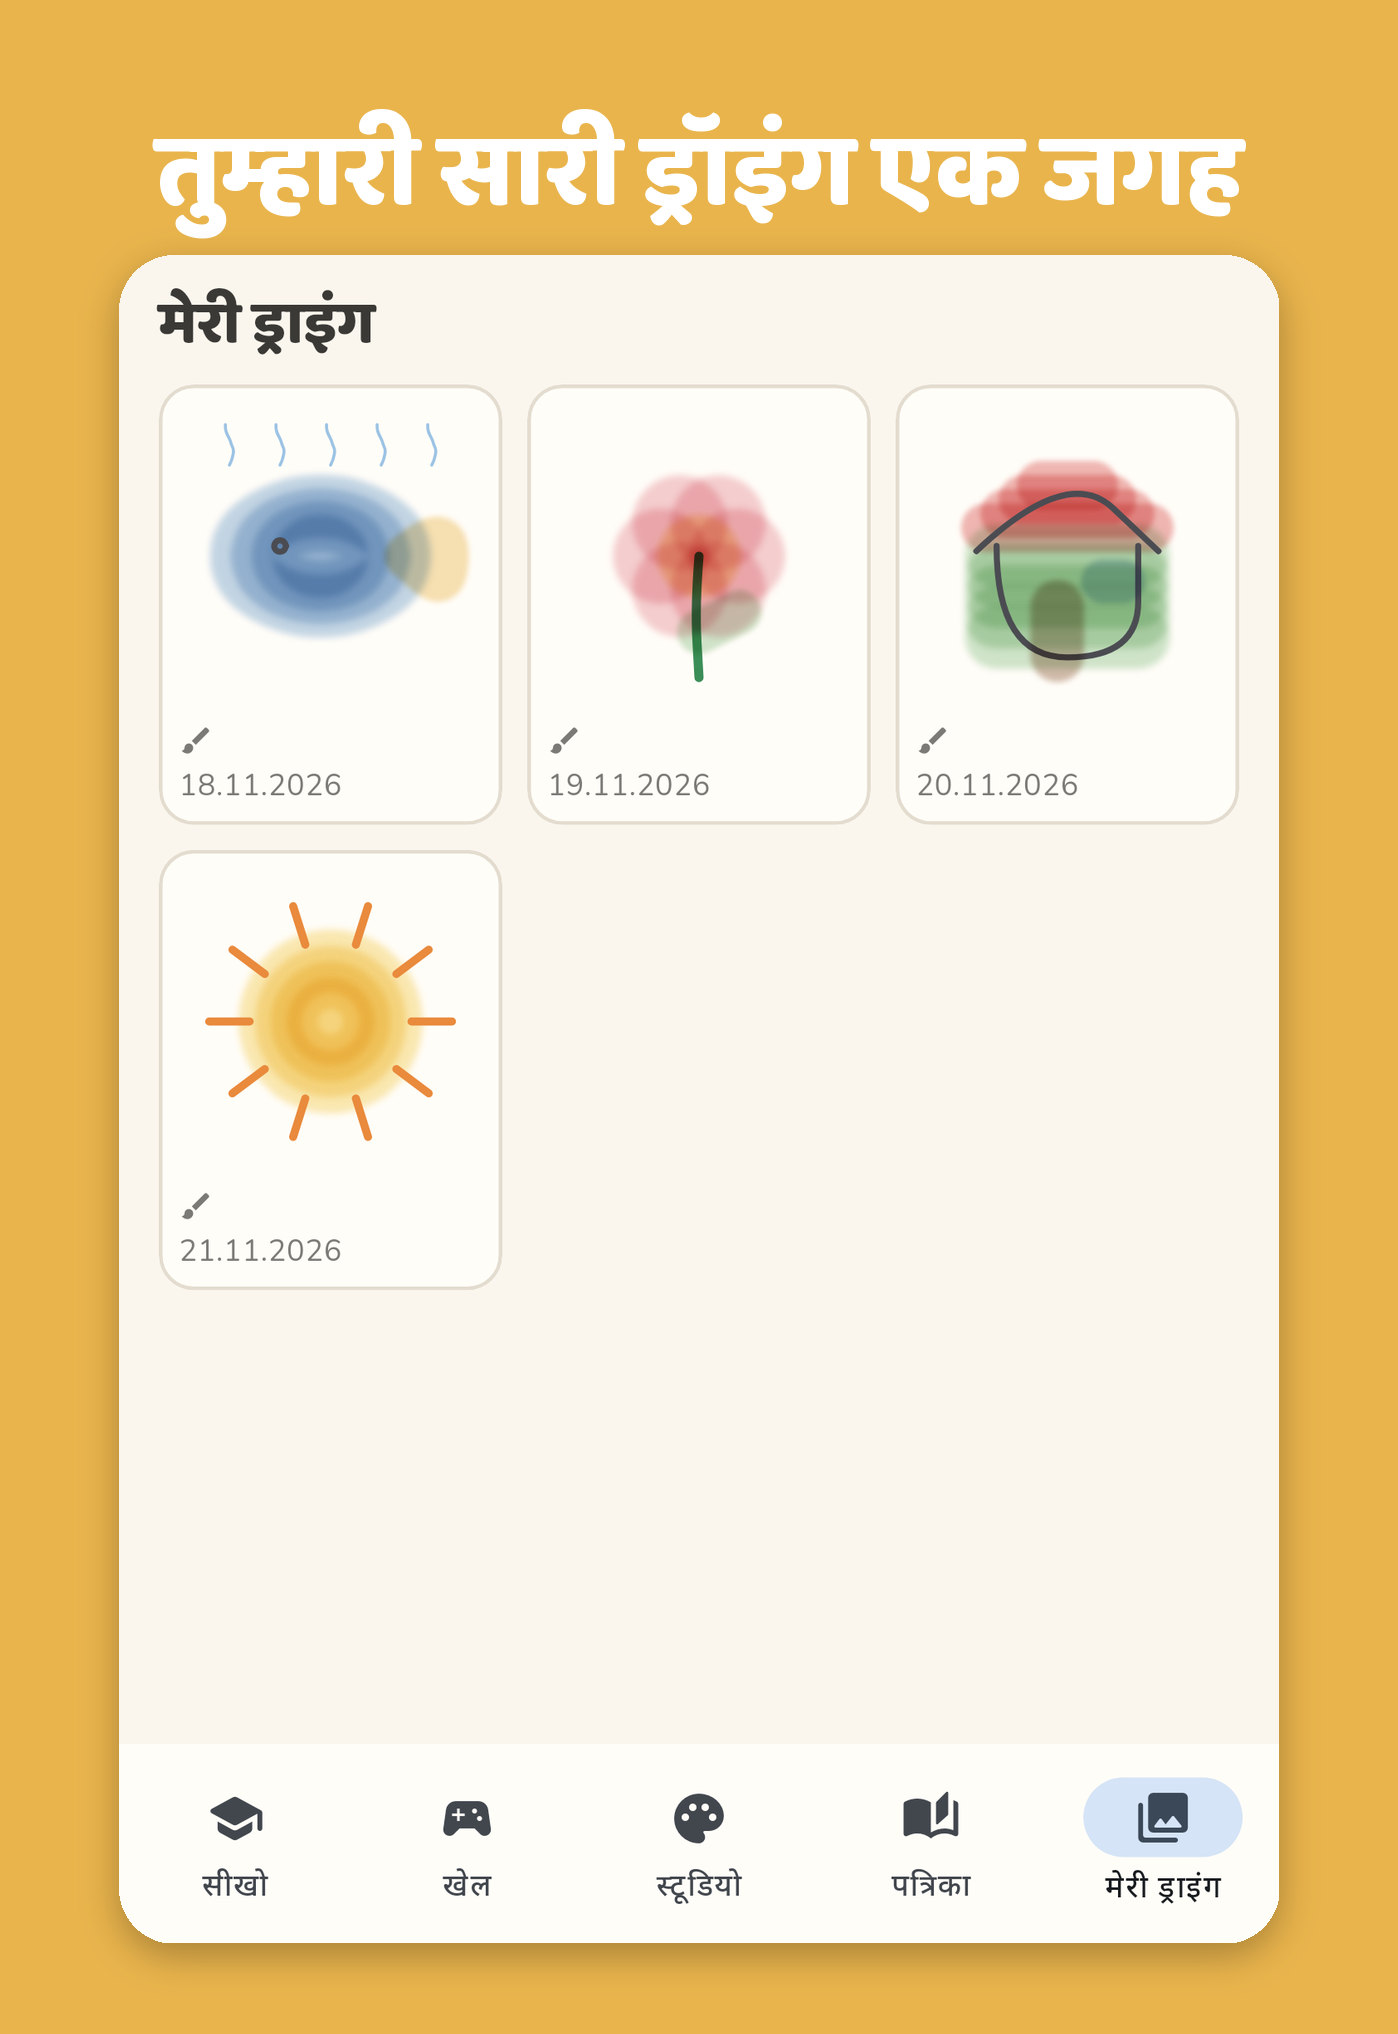 तुम्हारी सारी ड्रॉइंग एक जगह
मेरी ड्राइंग
18.11.2026
19.11.2026
20.11.2026
21.11.2026
सीखो
खेल
स्टूडियो
पत्रिका
मेरी ड्राइंग